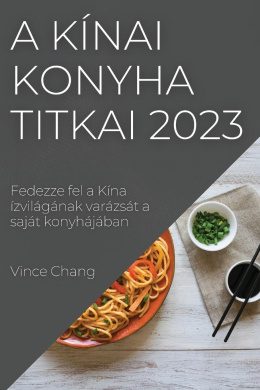 A KÍNAI
KONYHA
TITKAI 2023
Fedezze fel a Kína
ízvilágának varázsát a
saját konyhájában
Vince Chang